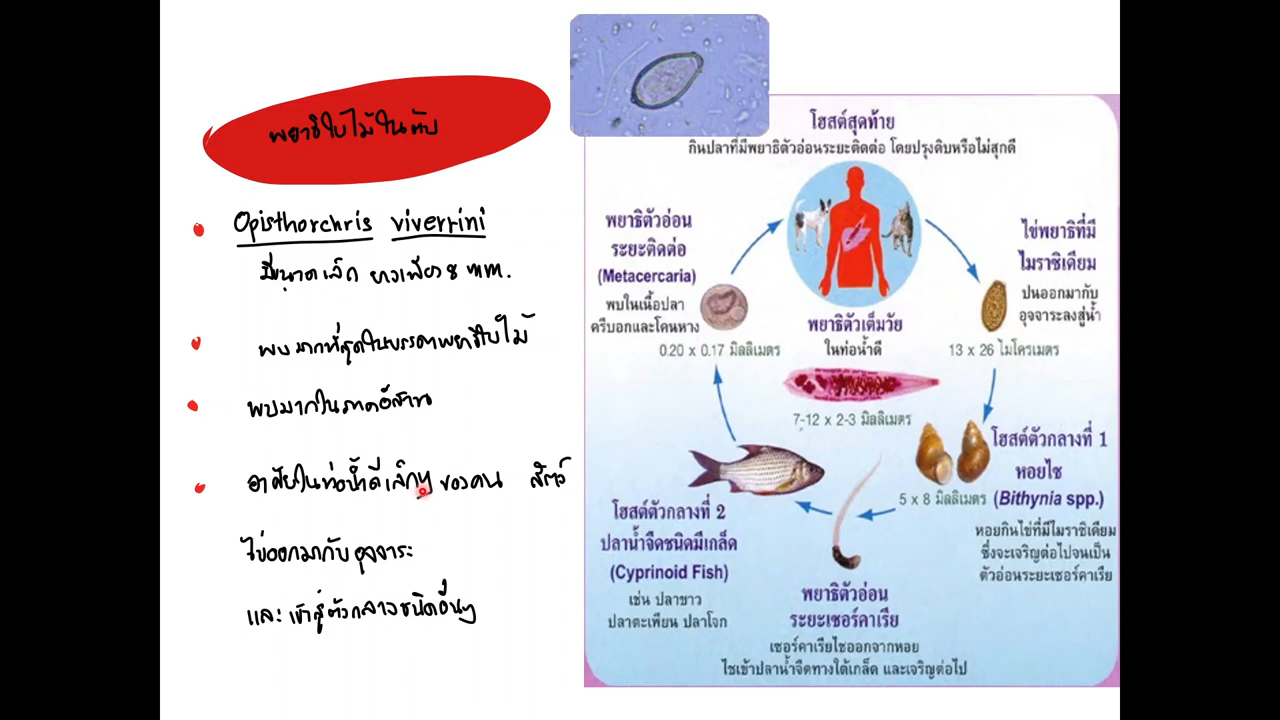 พยาธิใบไม้ในตับ
Opisthorchris viverrini
มีขนาดเล็ก ยาวเพียง 8 mm.
พบมากที่สุดในบรรดาพยาธิใบไม้
พบมากในภาคอีสาน
อาศัยในท่อน้ำดีเล็กๆ ของคน สัตว์
ไข่ออกมากับอุจจาระ
และเข้าสู่ตัวกลางชนิดอื่นๆ
โฮสต์สุดท้าย
กินปลาที่มีพยาธิตัวอ่อนระยะติดต่อ โดยปรุงดิบหรือไม่สุกดี
พยาธิตัวอ่อน
ระยะติดต่อ
(Metacercaria)
พบในเนื้อปลา
ครีบอกและโคนหาง
0.20 x 0.17 มิลลิเมตร
พยาธิตัวเต็มวัย
ในท่อน้ำดี
7-12 x 2-3 มิลลิเมตร
ไข่พยาธิที่มี
ไมราซิเดียม
ปนออกมากับ
อุจจาระลงสู่น้ำ
13 x 26 ไมโครเมตร
โฮสต์ตัวกลางที่ 1
หอยไซ
(Bithynia spp.)
5 x 8 มิลลิเมตร
หอยกินไข่ที่มีไมราซิเดียม
ซึ่งจะเจริญต่อไปจนเป็น
ตัวอ่อนระยะเซอร์คาเรีย
โฮสต์ตัวกลางที่ 2
ปลาน้ำจืดชนิดมีเกล็ด
(Cyprinoid Fish)
เช่น ปลาขาว
ปลาตะเพียน ปลาโจก
พยาธิตัวอ่อน
ระยะเซอร์คาเรีย
เซอร์คาเรียไชออกจากหอย
ไชเข้าปลาน้ำจืดทางใต้เกล็ด และเจริญต่อไป